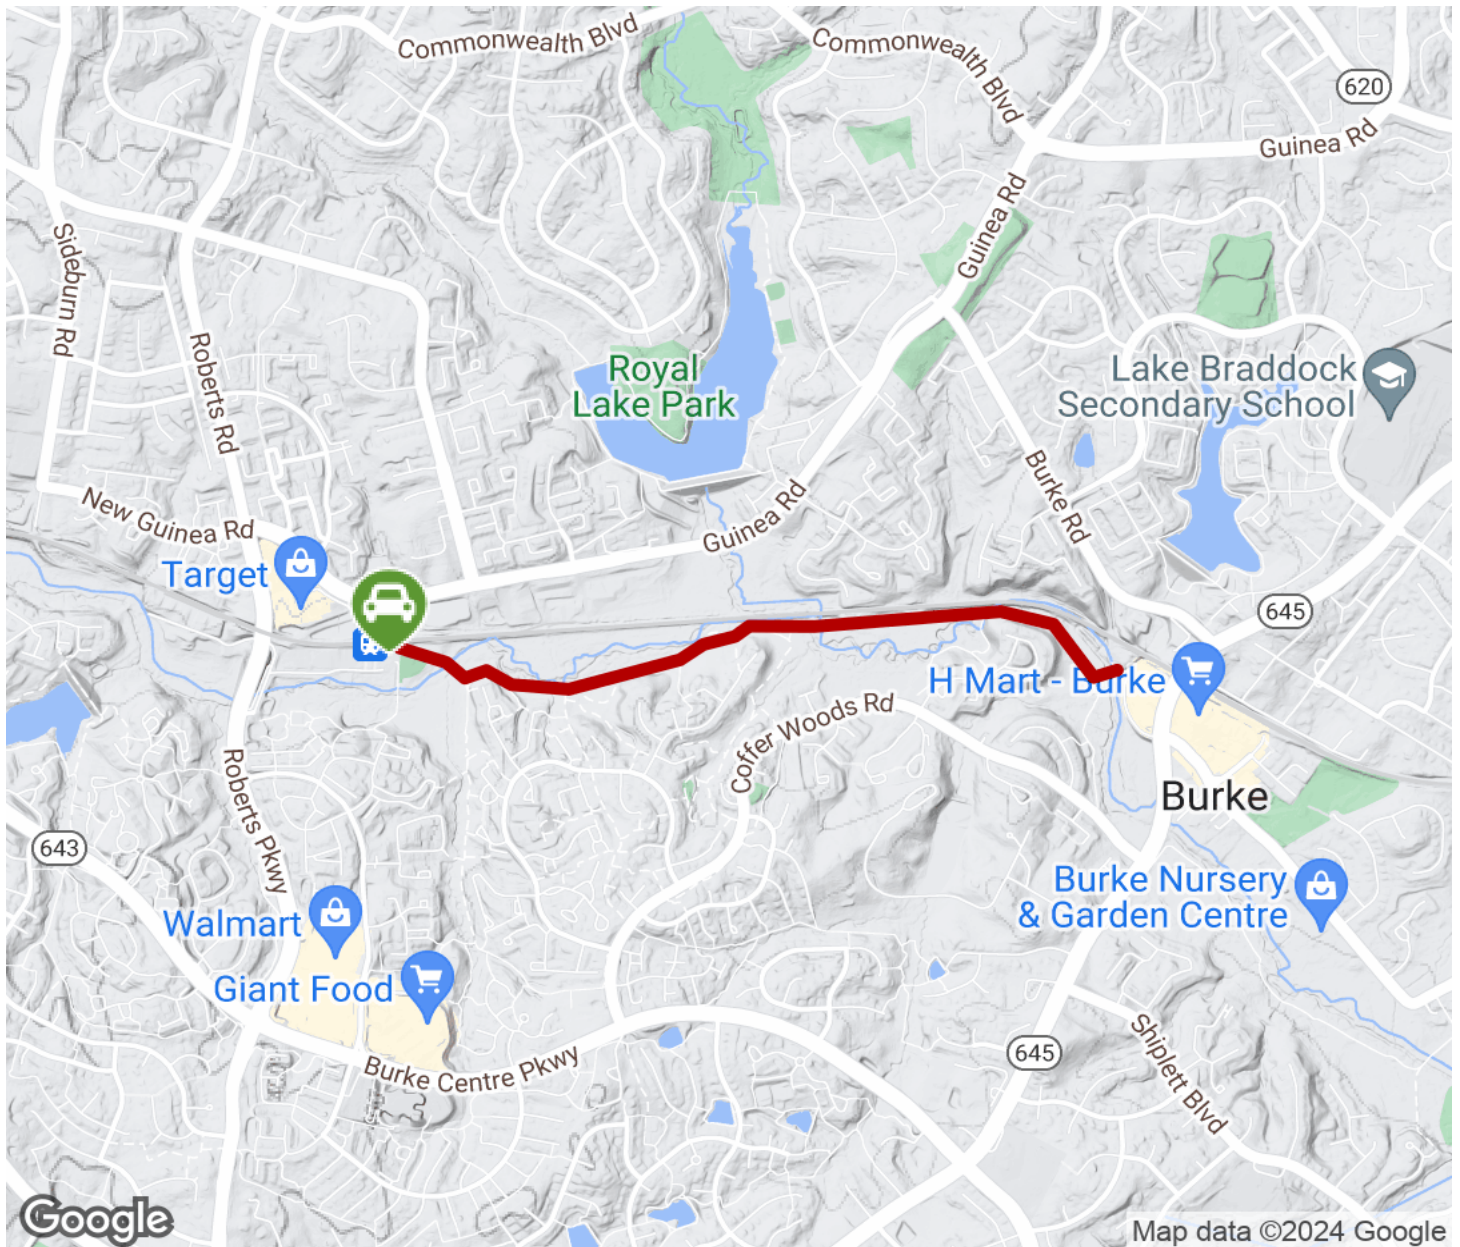 Commonwealth Blvd
Commonwealth Blvd
620
Guinea Rd
Guinea Rd
Sideburn Rd
Roberts Rd
Royal
Lake Park
Lake Braddock
Secondary School
Burke Rd
New Guinea Rd
Guinea Rd
Target
645
H Mart - Burke
Coffer Woods Rd
Burke
Roberts Pkwy
643
Burke Nursery
& Garden Centre
Walmart
Giant Food
Burke Centre Pkwy
645
Shiplett Blvd
Google
Map data ©2024 Google